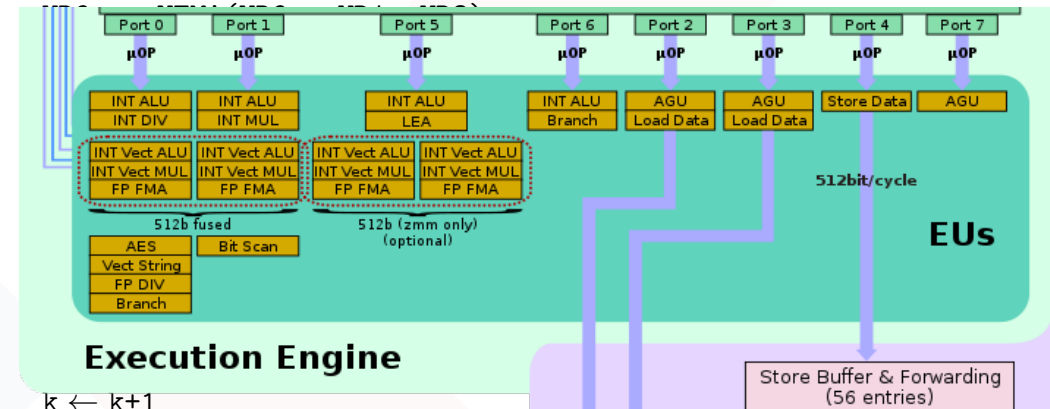 Port 0 Port 1 Port 5 Port 6 Port 2 Port 3 Port 4 Port 7
μOP μOP μOP μOP μOP μOP μOP μOP
INT ALU INT ALU INT ALU INT ALU AGU AGU Store Data AGU
INT DIV INT MUL LEA Branch Load Data Load Data
INT Vect ALU INT Vect ALU INT Vect ALU INT Vect ALU
INT Vect MUL INT Vect MUL INT Vect MUL INT Vect MUL
FP FMA FP FMA FP FMA FP FMA
512bit/cycle
512b fused 512b (zmm only)
(optional)
EUs
AES Bit Scan
Vect String
FP DIV
Branch
Execution Engine
Store Buffer & Forwarding
(56 entries)
k ← k+1